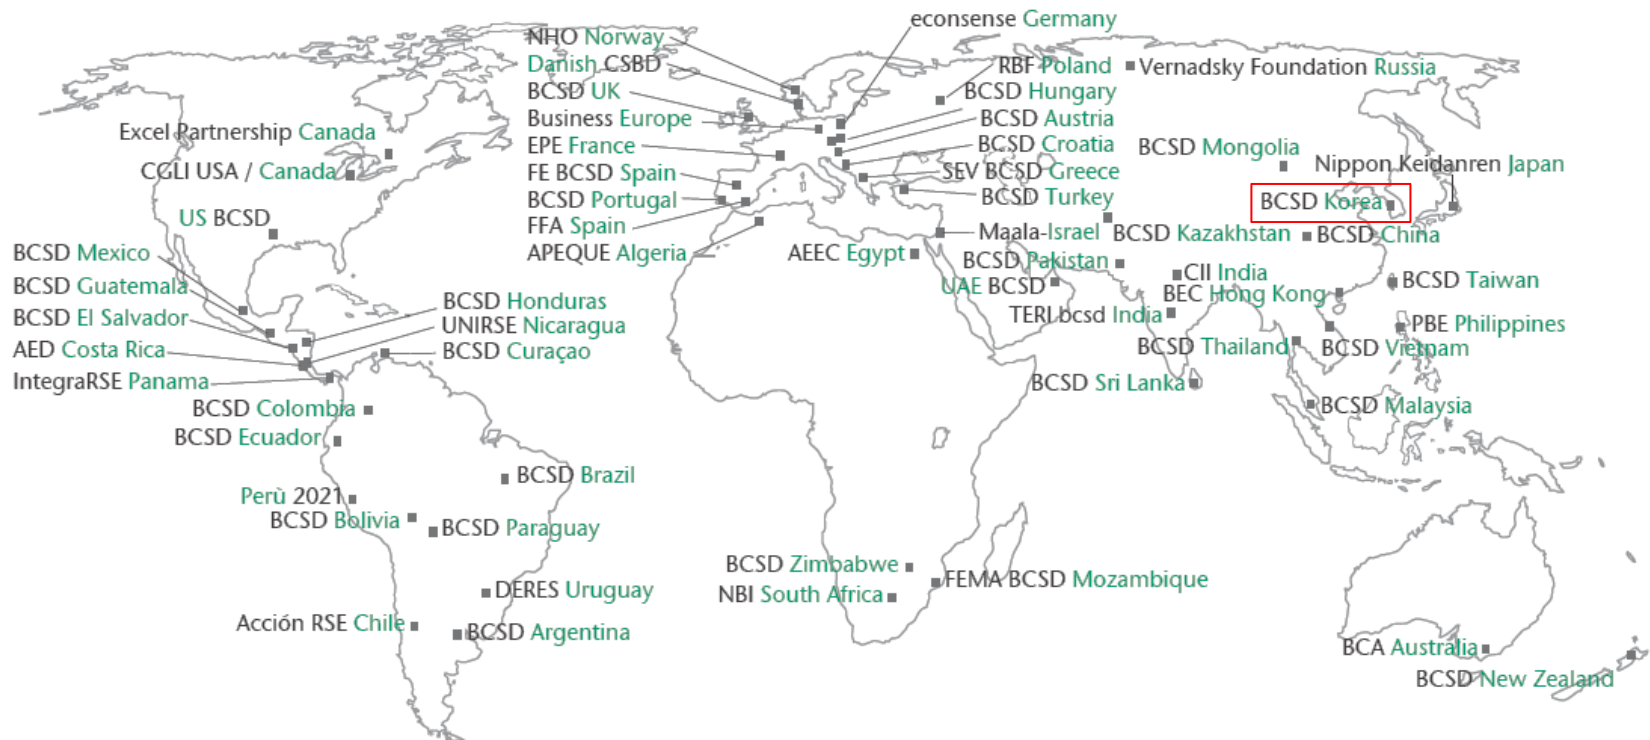 econsense Germany
NHO Norway
Danish CSBD
RBF Poland
Vernadsky Foundation Russia
BCSD UK
BCSD Hungary
Business Europe
BCSD Austria
Excel Partnership Canada
EPE France
BCSD Croatia
BCSD Mongolia
Nippon Keidanren Japan
CGLI USA / Canada
FE BCSD Spain
SEV BCSD Greece
BCSD Portugal
BCSD Turkey
BCSD Korea
US BCSD
FFA Spain
Maala-Israel
BCSD Kazakhstan
BCSD China
BCSD Mexico
APEQUE Algeria
AEEC Egypt
BCSD Pakistan
CII India
BCSD Taiwan
BCSD Guatemala
UAE BCSD
BEC Hong Kong
BCSD Honduras
BCSD El Salvador
UNIRSE Nicaragua
TERI bcsd India
PBE Philippines
AED Costa Rica
BCSD Curaçao
BCSD Thailand
BCSD Vietnam
IntegraRSE Panama
BCSD Sri Lanka
BCSD Colombia
BCSD Malaysia
BCSD Ecuador
BCSD Brazil
Perù 2021
BCSD Bolivia
BCSD Paraguay
BCSD Zimbabwe
FEMA BCSD Mozambique
DERES Uruguay
NBI South Africa
Acción RSE Chile
BCSD Argentina
BCA Australia
BCSD New Zealand